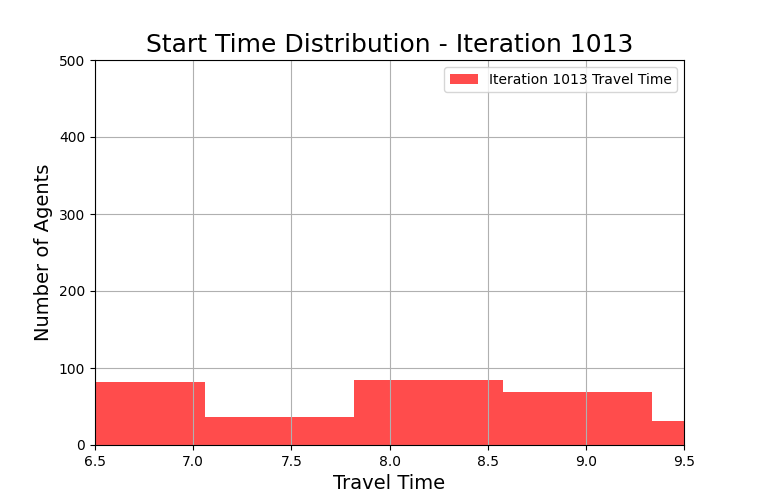 Start Time Distribution - Iteration 1013
Iteration 1013 Travel Time
Number of Agents
500
400
300
200
100
0
6.5 7.0 7.5 8.0 8.5 9.0 9.5
Travel Time